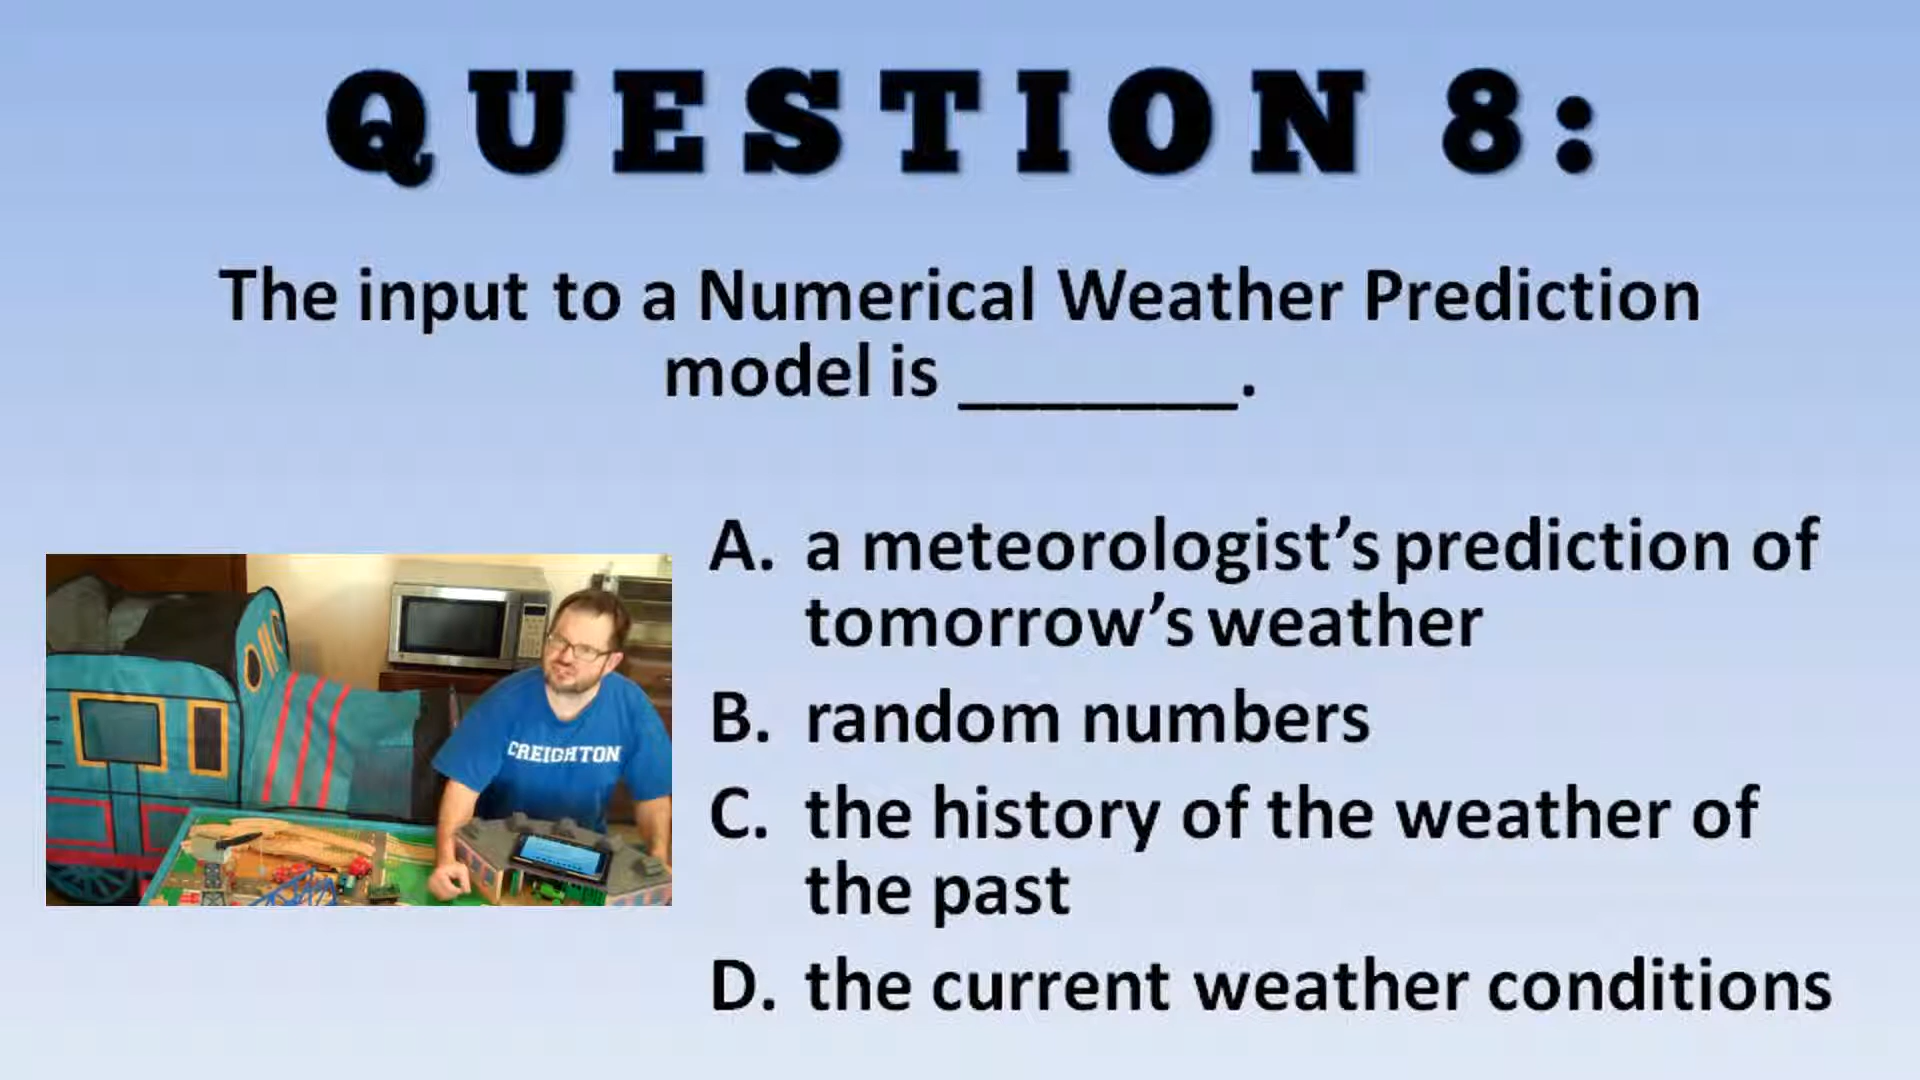 QUESTION 8:
The input to a Numerical Weather Prediction
model is _______.
A. a meteorologist’s prediction of
tomorrow’s weather
B. random numbers
C. the history of the weather of
the past
D. the current weather conditions
CREIGHTON